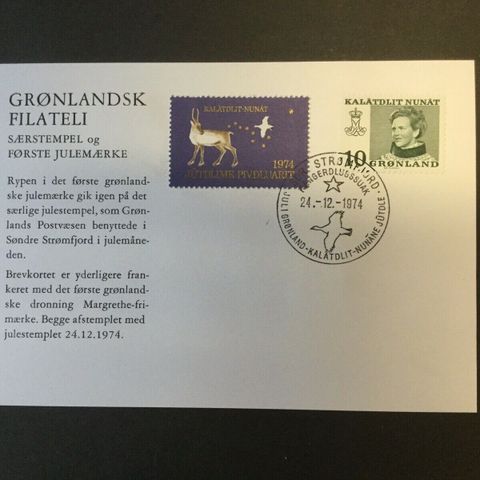 GRØNLANDSK
FILATELI
SÆRSTEMPEL og
FØRSTE JULEMÆRKE
Rypen i det første grønland-
ske julemærke gik igen på det
særlige julestempel, som Grøn-
lands Postvæsen benyttede i
Søndre Strømfjord i julemåne-
den.
Brevkortet er yderligere fran-
keret med det første grønland-
ske dronning Margrethe-fri-
mærke. Begge afstemplet med
julestemplet 24.12.1974.
KALÂTDLIT-NUNÂT
1974
JÛTDLIME PIVDLUARIT
KALÂTDLIT NUNÂT
10
GRØNLAND
STRØMFJORD
24.-12.-1974
JUL I GRØNLAND-KALÂTDLIT-NUNÂNE JÛTDLE